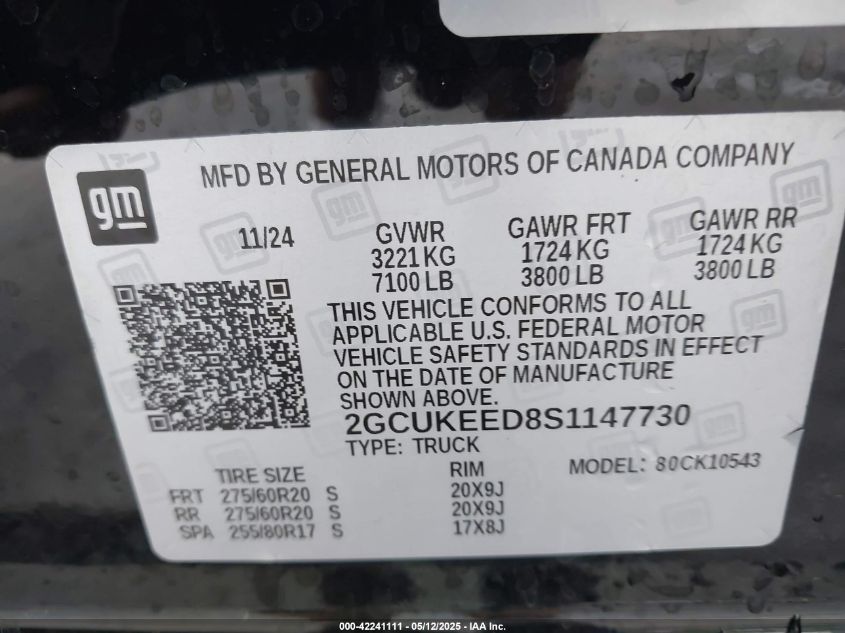 MFD BY GENERAL MOTORS OF CANADA COMPANY
gm
11/24
GVWR GAWR FRT GAWR RR
3221 KG 1724 KG 1724 KG
7100 LB 3800 LB 3800 LB
THIS VEHICLE CONFORMS TO ALL
APPLICABLE U.S. FEDERAL MOTOR
VEHICLE SAFETY STANDARDS IN EFFECT
ON THE DATE OF MANUFACTURE
SHOWN ABOVE.
2GCUKEED8S1147730
TYPE: TRUCK MODEL: 80CK10543
TIRE SIZE RIM
FRT 275/60R20 S 20X9J
RR 275/60R20 S 20X9J
SPA 255/80R17 S 17X8J
000-42241111 - 05/12/2025 - IAA Inc.